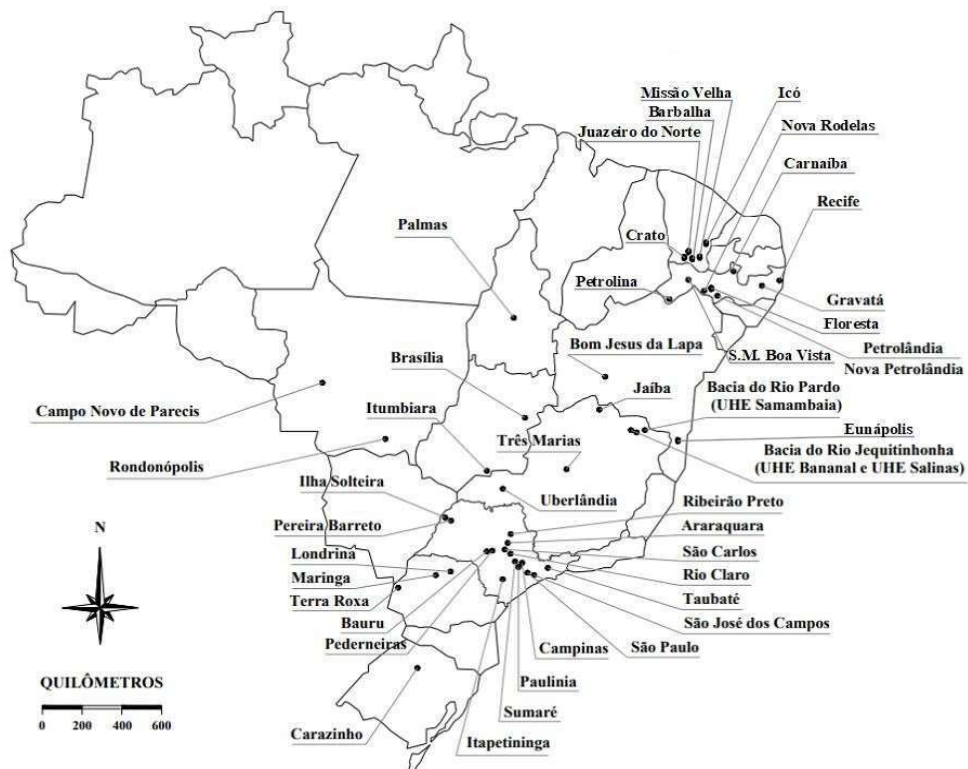 Missão Velha
Icó
Barbalha
Nova Rodelas
Juazeiro do Norte
Carnaíba
Recife
Palmas
Crato
Petrolina
Gravatá
Floresta
S.M. Boa Vista
Petrolândia
Nova Petrolândia
Bom Jesus da Lapa
Brasília
Jaíba
Bacia do Rio Pardo
(UHE Samambaia)
Campo Novo de Parecis
Itumbiara
Eunápolis
Três Marias
Bacia do Rio Jequitinhonha
(UHE Bananal e UHE Salinas)
Rondonópolis
Ilha Solteira
Uberlândia
Ribeirão Preto
Pereira Barreto
Araraquara
N
Londrina
São Carlos
Maringa
Rio Claro
Terra Roxa
Taubaté
Bauru
São José dos Campos
Pederneiras
Campinas
São Paulo
QUILÔMETROS
Paulinia
0 200 400 600
Sumaré
Carazinho
Itapetininga